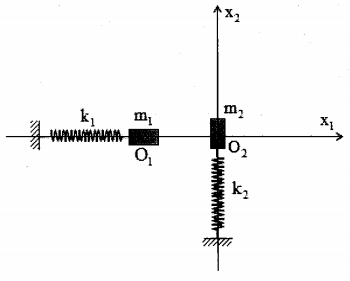 x₂
k₁
m₁
m₂
x₁
O₁
O₂
k₂